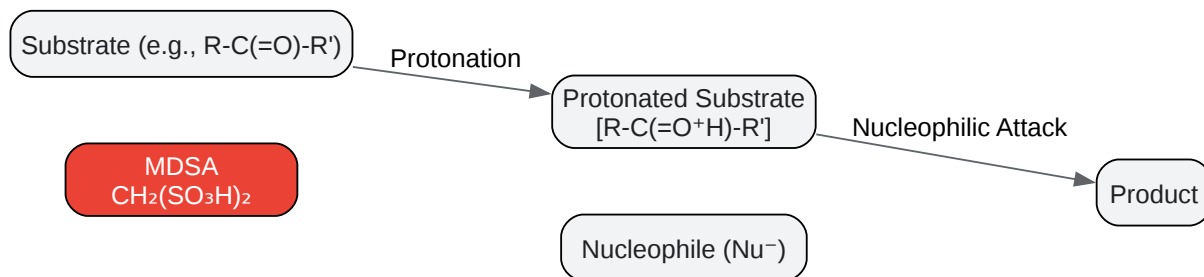 Substrate (e.g., R-C(=O)-R')
Protonation
Protonated Substrate
[R-C(=O⁺H)-R']
Nucleophilic Attack
MDSA
CH₂(SO₃H)₂
Product
Nucleophile (Nu⁻)